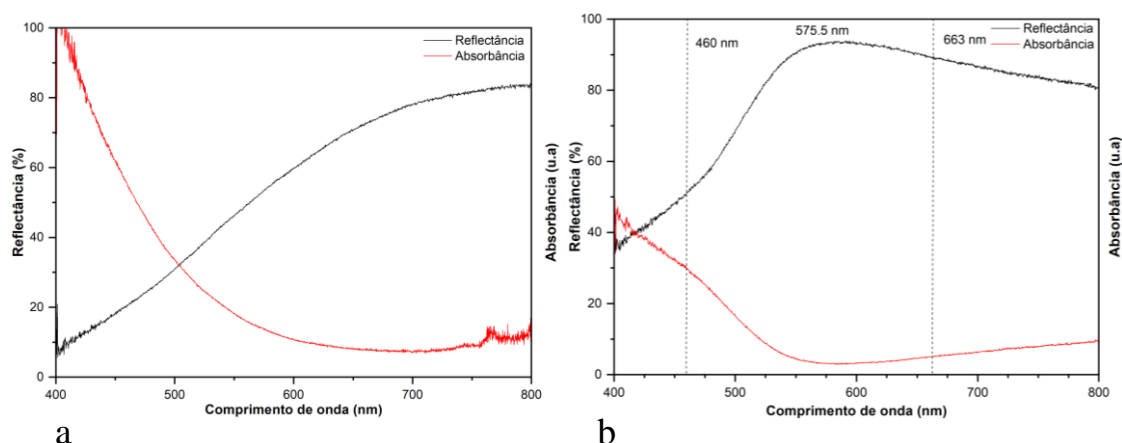 100
80
60
40
20
0
Reflectância (%)
400
500
600
700
800
Comprimento de onda (nm)
Absorbância (u.a)
Reflectância
Absorbância
a
100
80
60
40
20
0
Reflectância (%)
460 nm
575.5 nm
663 nm
Reflectância
Absorbância
400
500
600
700
800
Comprimento de onda (nm)
Absorbância (u.a)
b